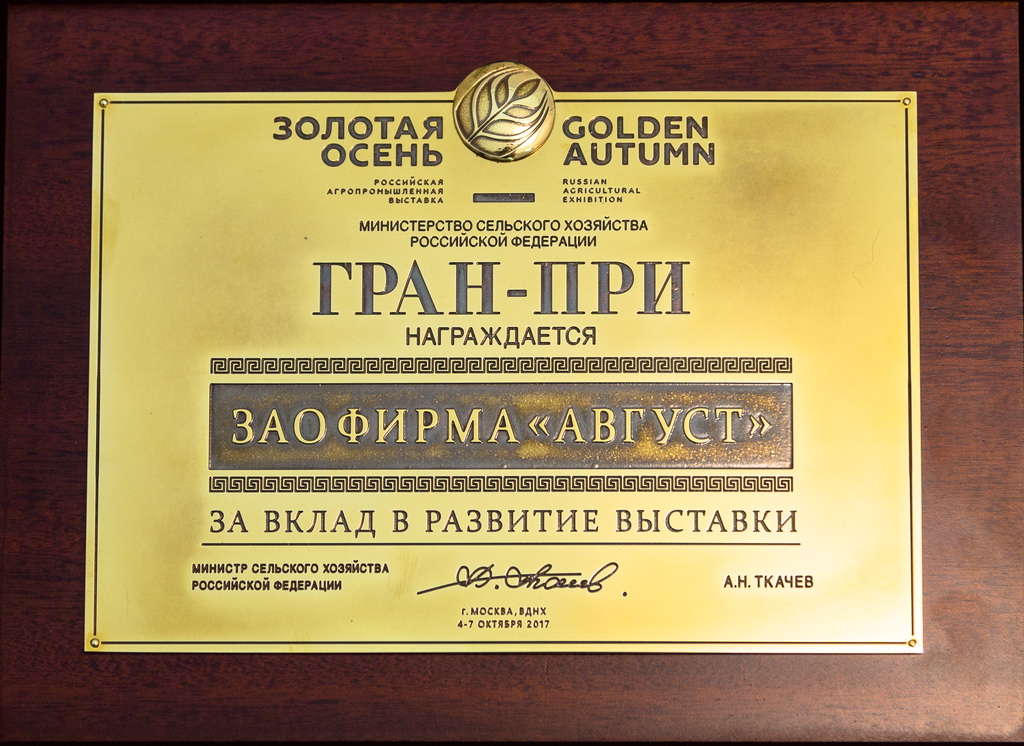 ЗОЛОТАЯ
ОСЕНЬ
GOLDEN
AUTUMN
РОССИЙСКАЯ
АГРОПРОМЫШЛЕННАЯ
ВЫСТАВКА
RUSSIAN
AGRICULTURAL
EXHIBITION
МИНИСТЕРСТВО СЕЛЬСКОГО ХОЗЯЙСТВА
РОССИЙСКОЙ ФЕДЕРАЦИИ
ГРАН-ПРИ
НАГРАЖДАЕТСЯ
ЗАО ФИРМА «АВГУСТ»
ЗА ВКЛАД В РАЗВИТИЕ ВЫСТАВКИ
МИНИСТР СЕЛЬСКОГО ХОЗЯЙСТВА
РОССИЙСКОЙ ФЕДЕРАЦИИ
А.Н. ТКАЧЕВ
г. МОСКВА, ВДНХ
4-7 ОКТЯБРЯ 2017